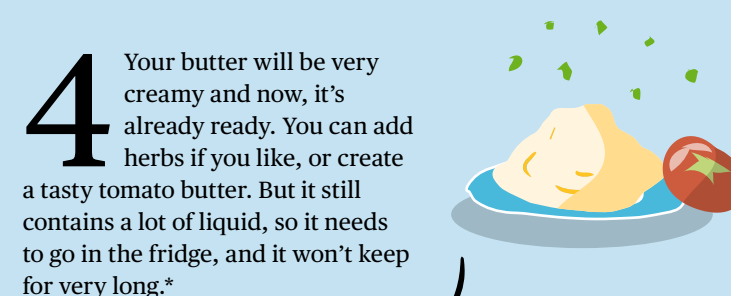 4 Your butter will be very
creamy and now, it's
already ready. You can add
herbs if you like, or create
a tasty tomato butter. But it still
contains a lot of liquid, so it needs
to go in the fridge, and it won't keep
for very long.*